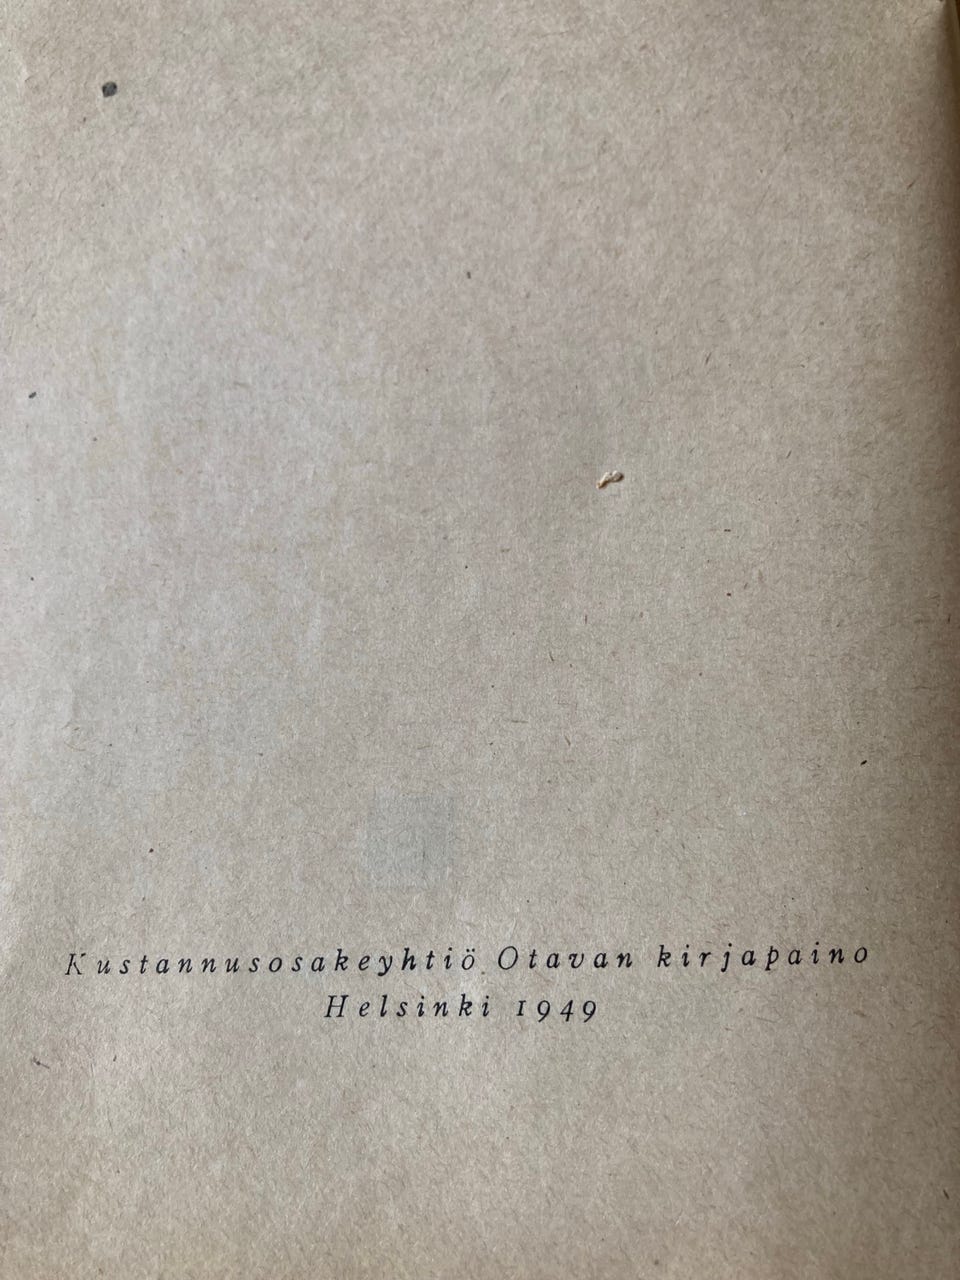 Kustannusosakeyhtiö Otavan kirjapaino
Helsinki 1949